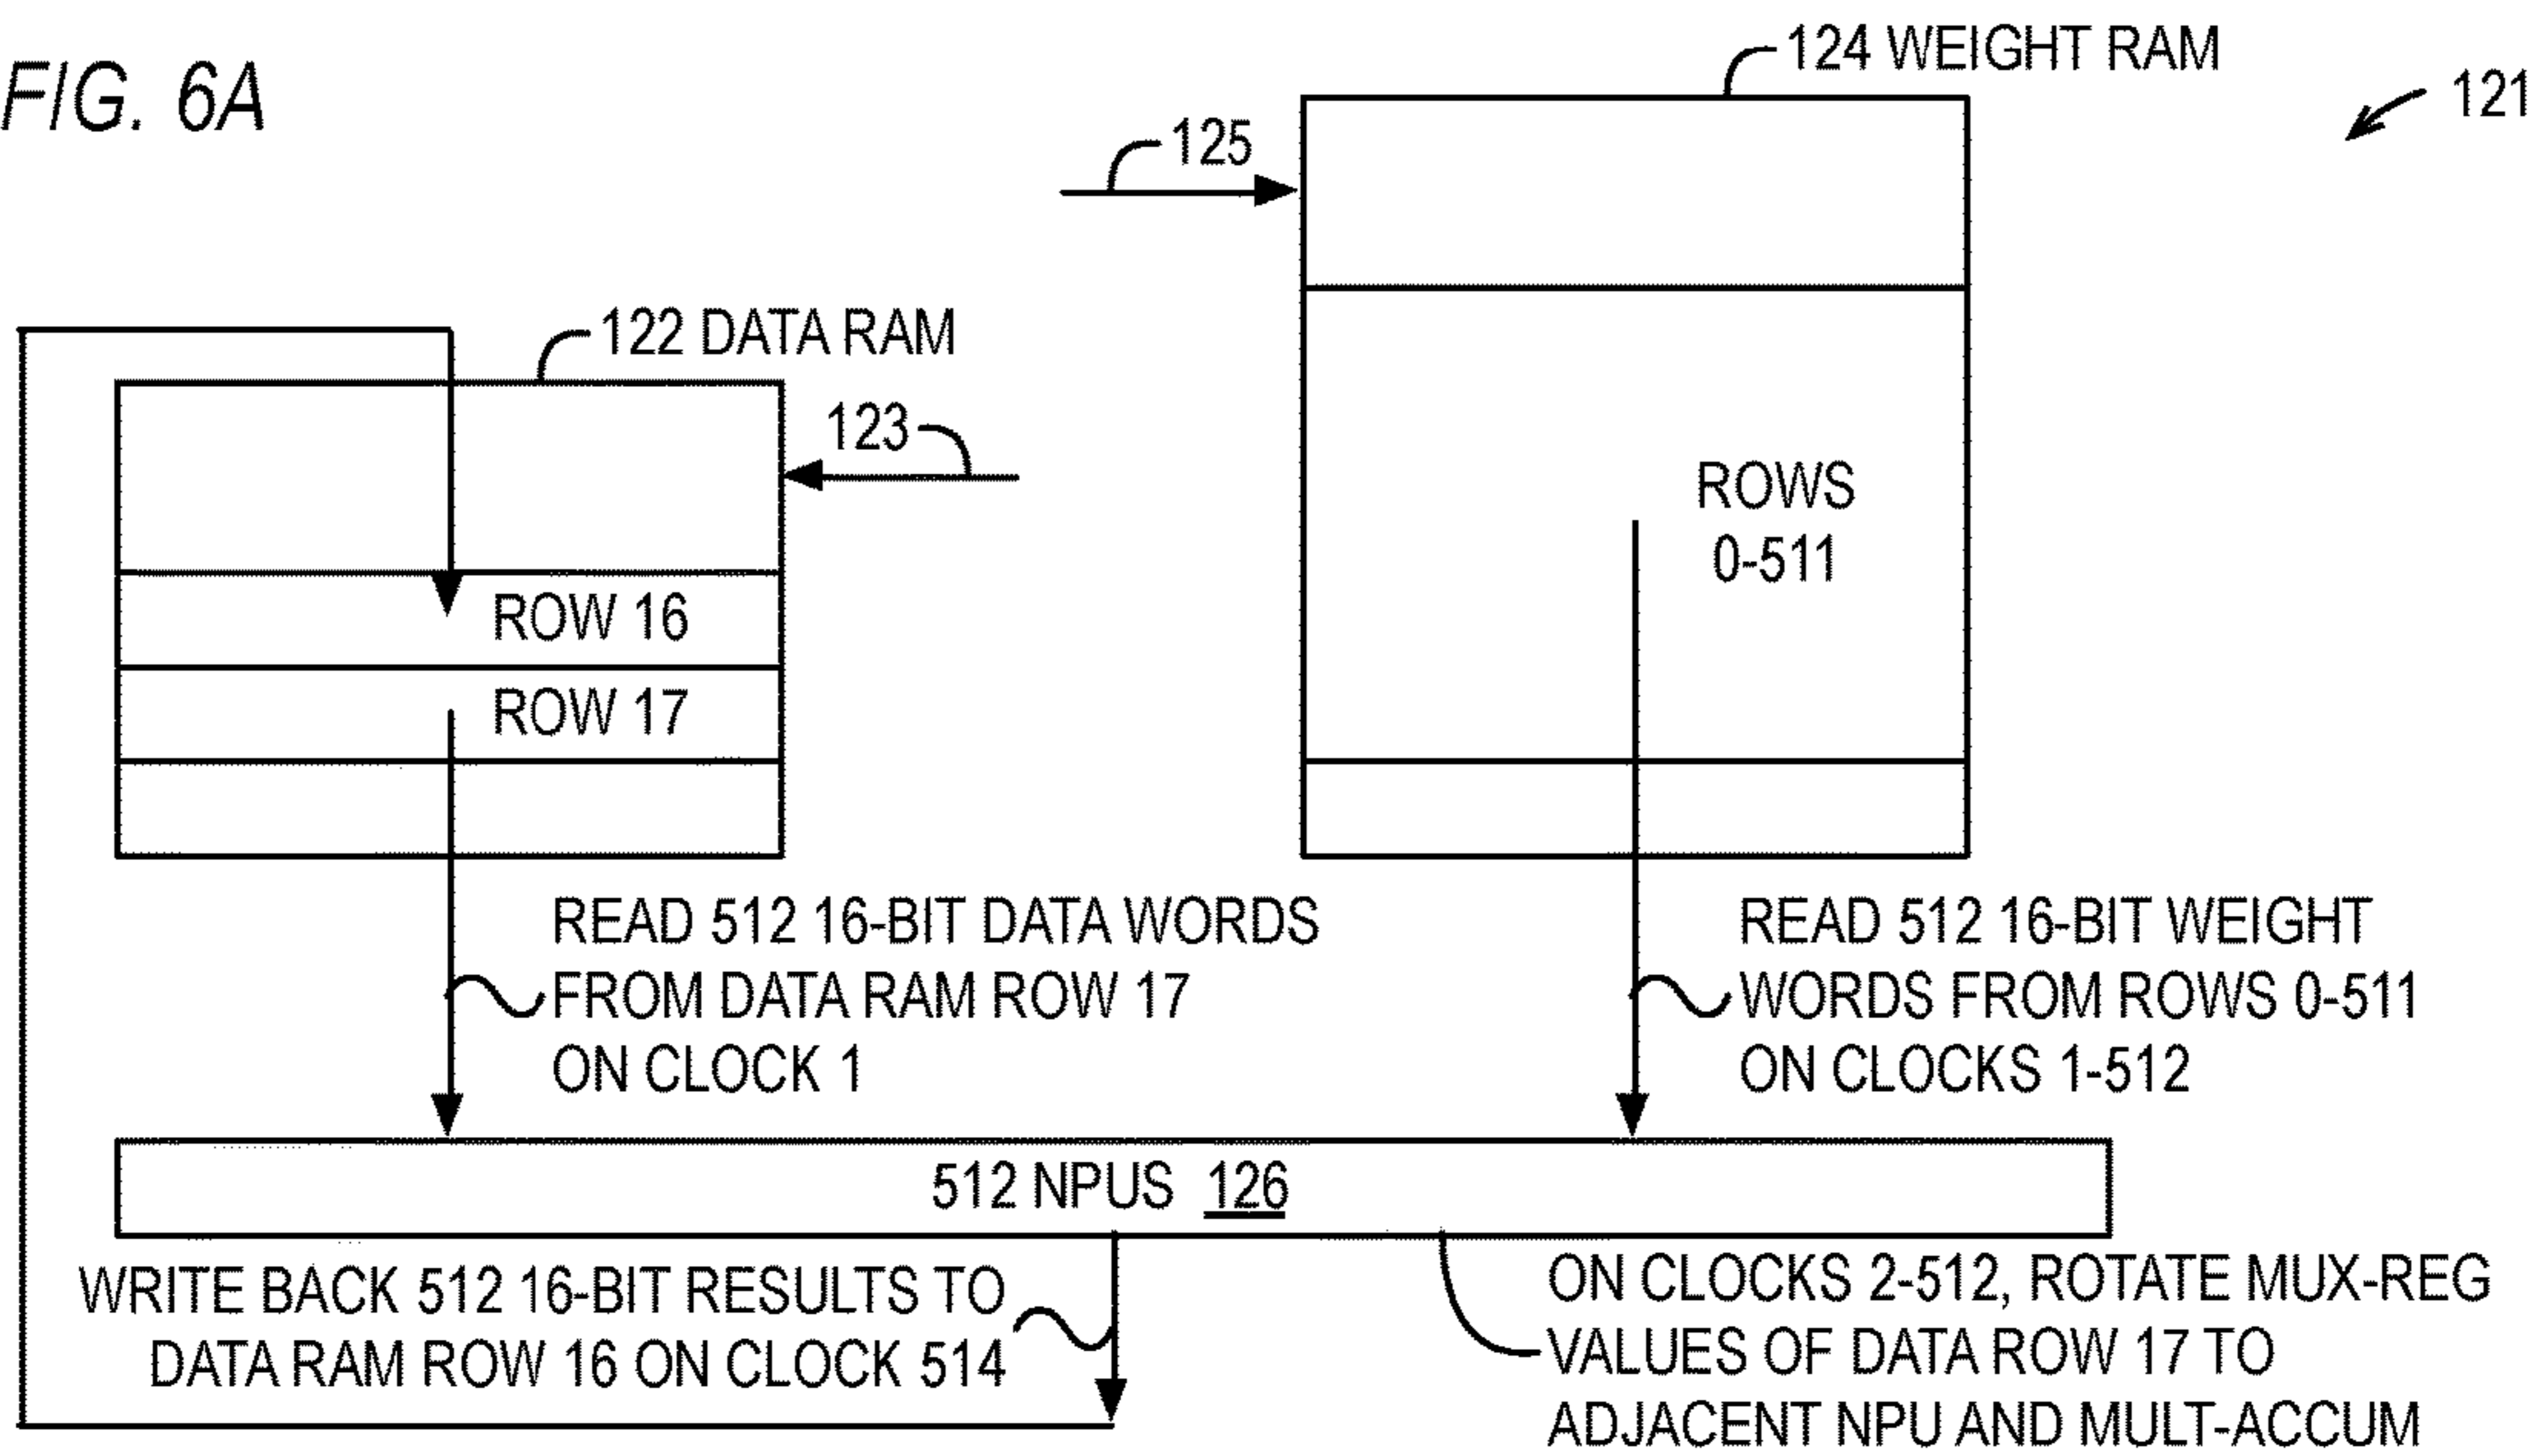 FIG. 6A
124 WEIGHT RAM
121
125
122 DATA RAM
123
ROWS
0-511
ROW 16
ROW 17
READ 512 16-BIT DATA WORDS
FROM DATA RAM ROW 17
ON CLOCK 1
READ 512 16-BIT WEIGHT
WORDS FROM ROWS 0-511
ON CLOCKS 1-512
512 NPUS 126
WRITE BACK 512 16-BIT RESULTS TO
DATA RAM ROW 16 ON CLOCK 514
ON CLOCKS 2-512, ROTATE MUX-REG
VALUES OF DATA ROW 17 TO
ADJACENT NPU AND MULT-ACCUM